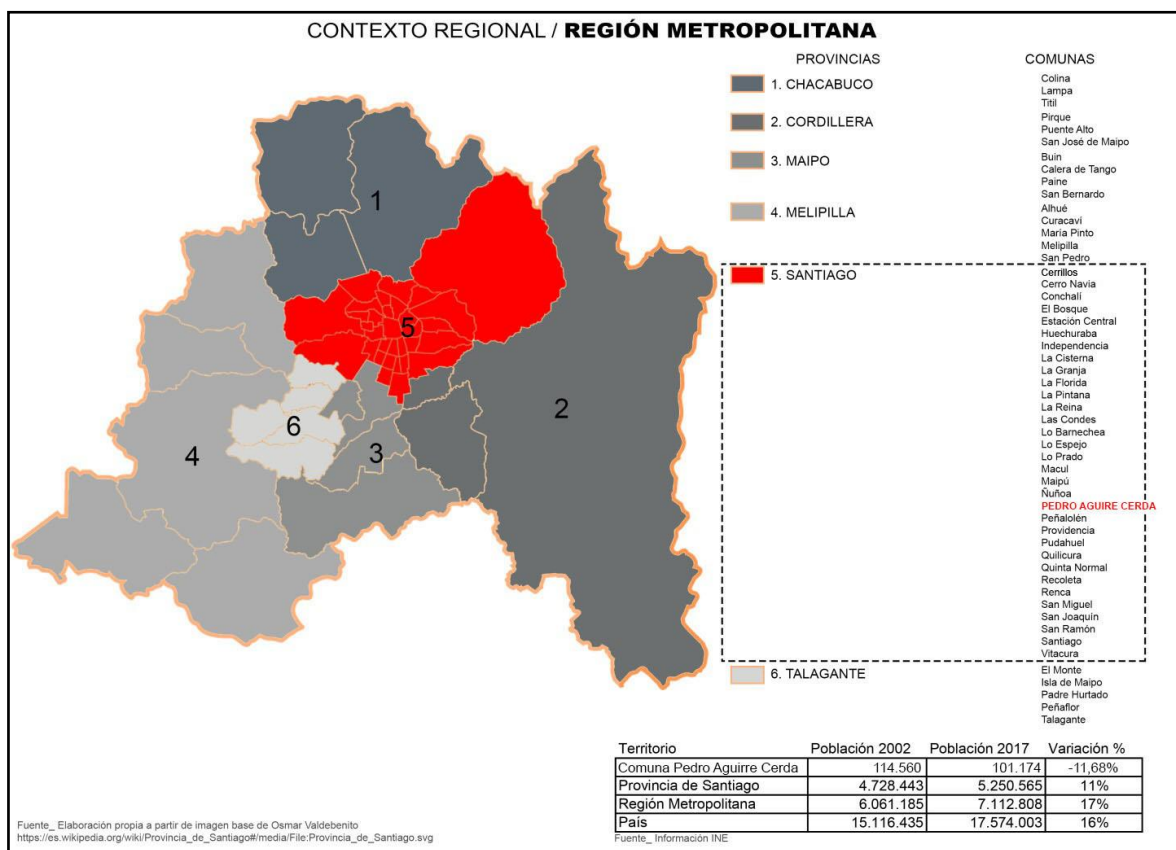 CONTEXTO REGIONAL / REGIÓN METROPOLITANA
PROVINCIAS
COMUNAS
1. CHACABUCO
Colina
Lampa
Titil
2. CORDILLERA
Pirque
Puente Alto
San José de Maipo
3. MAIPO
Buin
Calera de Tango
Paine
San Bernardo
4. MELIPILLA
Alhué
Curacaví
María Pinto
Melipilla
San Pedro
5. SANTIAGO
Cerrillos
Cerro Navia
Conchalí
El Bosque
Estación Central
Huechuraba
Independencia
La Cisterna
La Granja
La Florida
La Pintana
La Reina
Las Condes
Lo Barnechea
Lo Espejo
Lo Prado
Macul
Maipú
Ñuñoa
PEDRO AGUIRE CERDA
Peñalolén
Providencia
Pudahuel
Quilicura
Quinta Normal
Recoleta
Renca
San Miguel
San Joaquín
San Ramón
Santiago
Vitacura
6. TALAGANTE
El Monte
Isla de Maipo
Padre Hurtado
Peñaflor
Talagante
1
5
2
6
4
3
Territorio Población 2002 Población 2017 Variación %
Comuna Pedro Aguirre Cerda 114.560 101.174 -11,68%
Provincia de Santiago 4.728.443 5.250.565 11%
Región Metropolitana 6.061.185 7.112.808 17%
País 15.116.435 17.574.003 16%
Fuente_ Información INE
Fuente_ Elaboración propia a partir de imagen base de Osmar Valdebenito
https://es.wikipedia.org/wiki/Provincia_de_Santiago#/media/File:Provincia_de_Santiago.svg